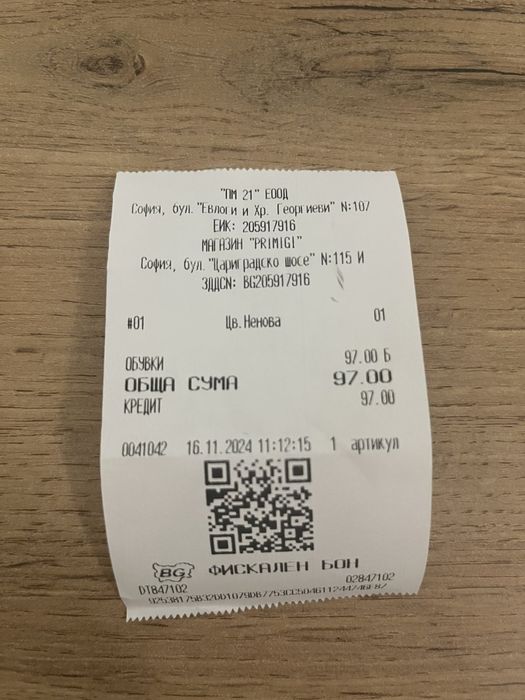 "ПМ 21" ЕООД
София, бул."Евлоги и Хр. Георгиеви" N:107
ЕИК: 205917916
МАГАЗИН "PRIMIGI"
София, бул."Цариградско шосе" N:115 И
ЗДДСN: BG205917916
#01 Цв.Ненова 01
ОБУВКИ 97.00 Б
ОБЩА СУМА 97.00
КРЕДИТ 97.00
0041042 16.11.2024 11:12:15 1 артикул
BG ФИСКАЛЕН БОН
DT847102 02847102